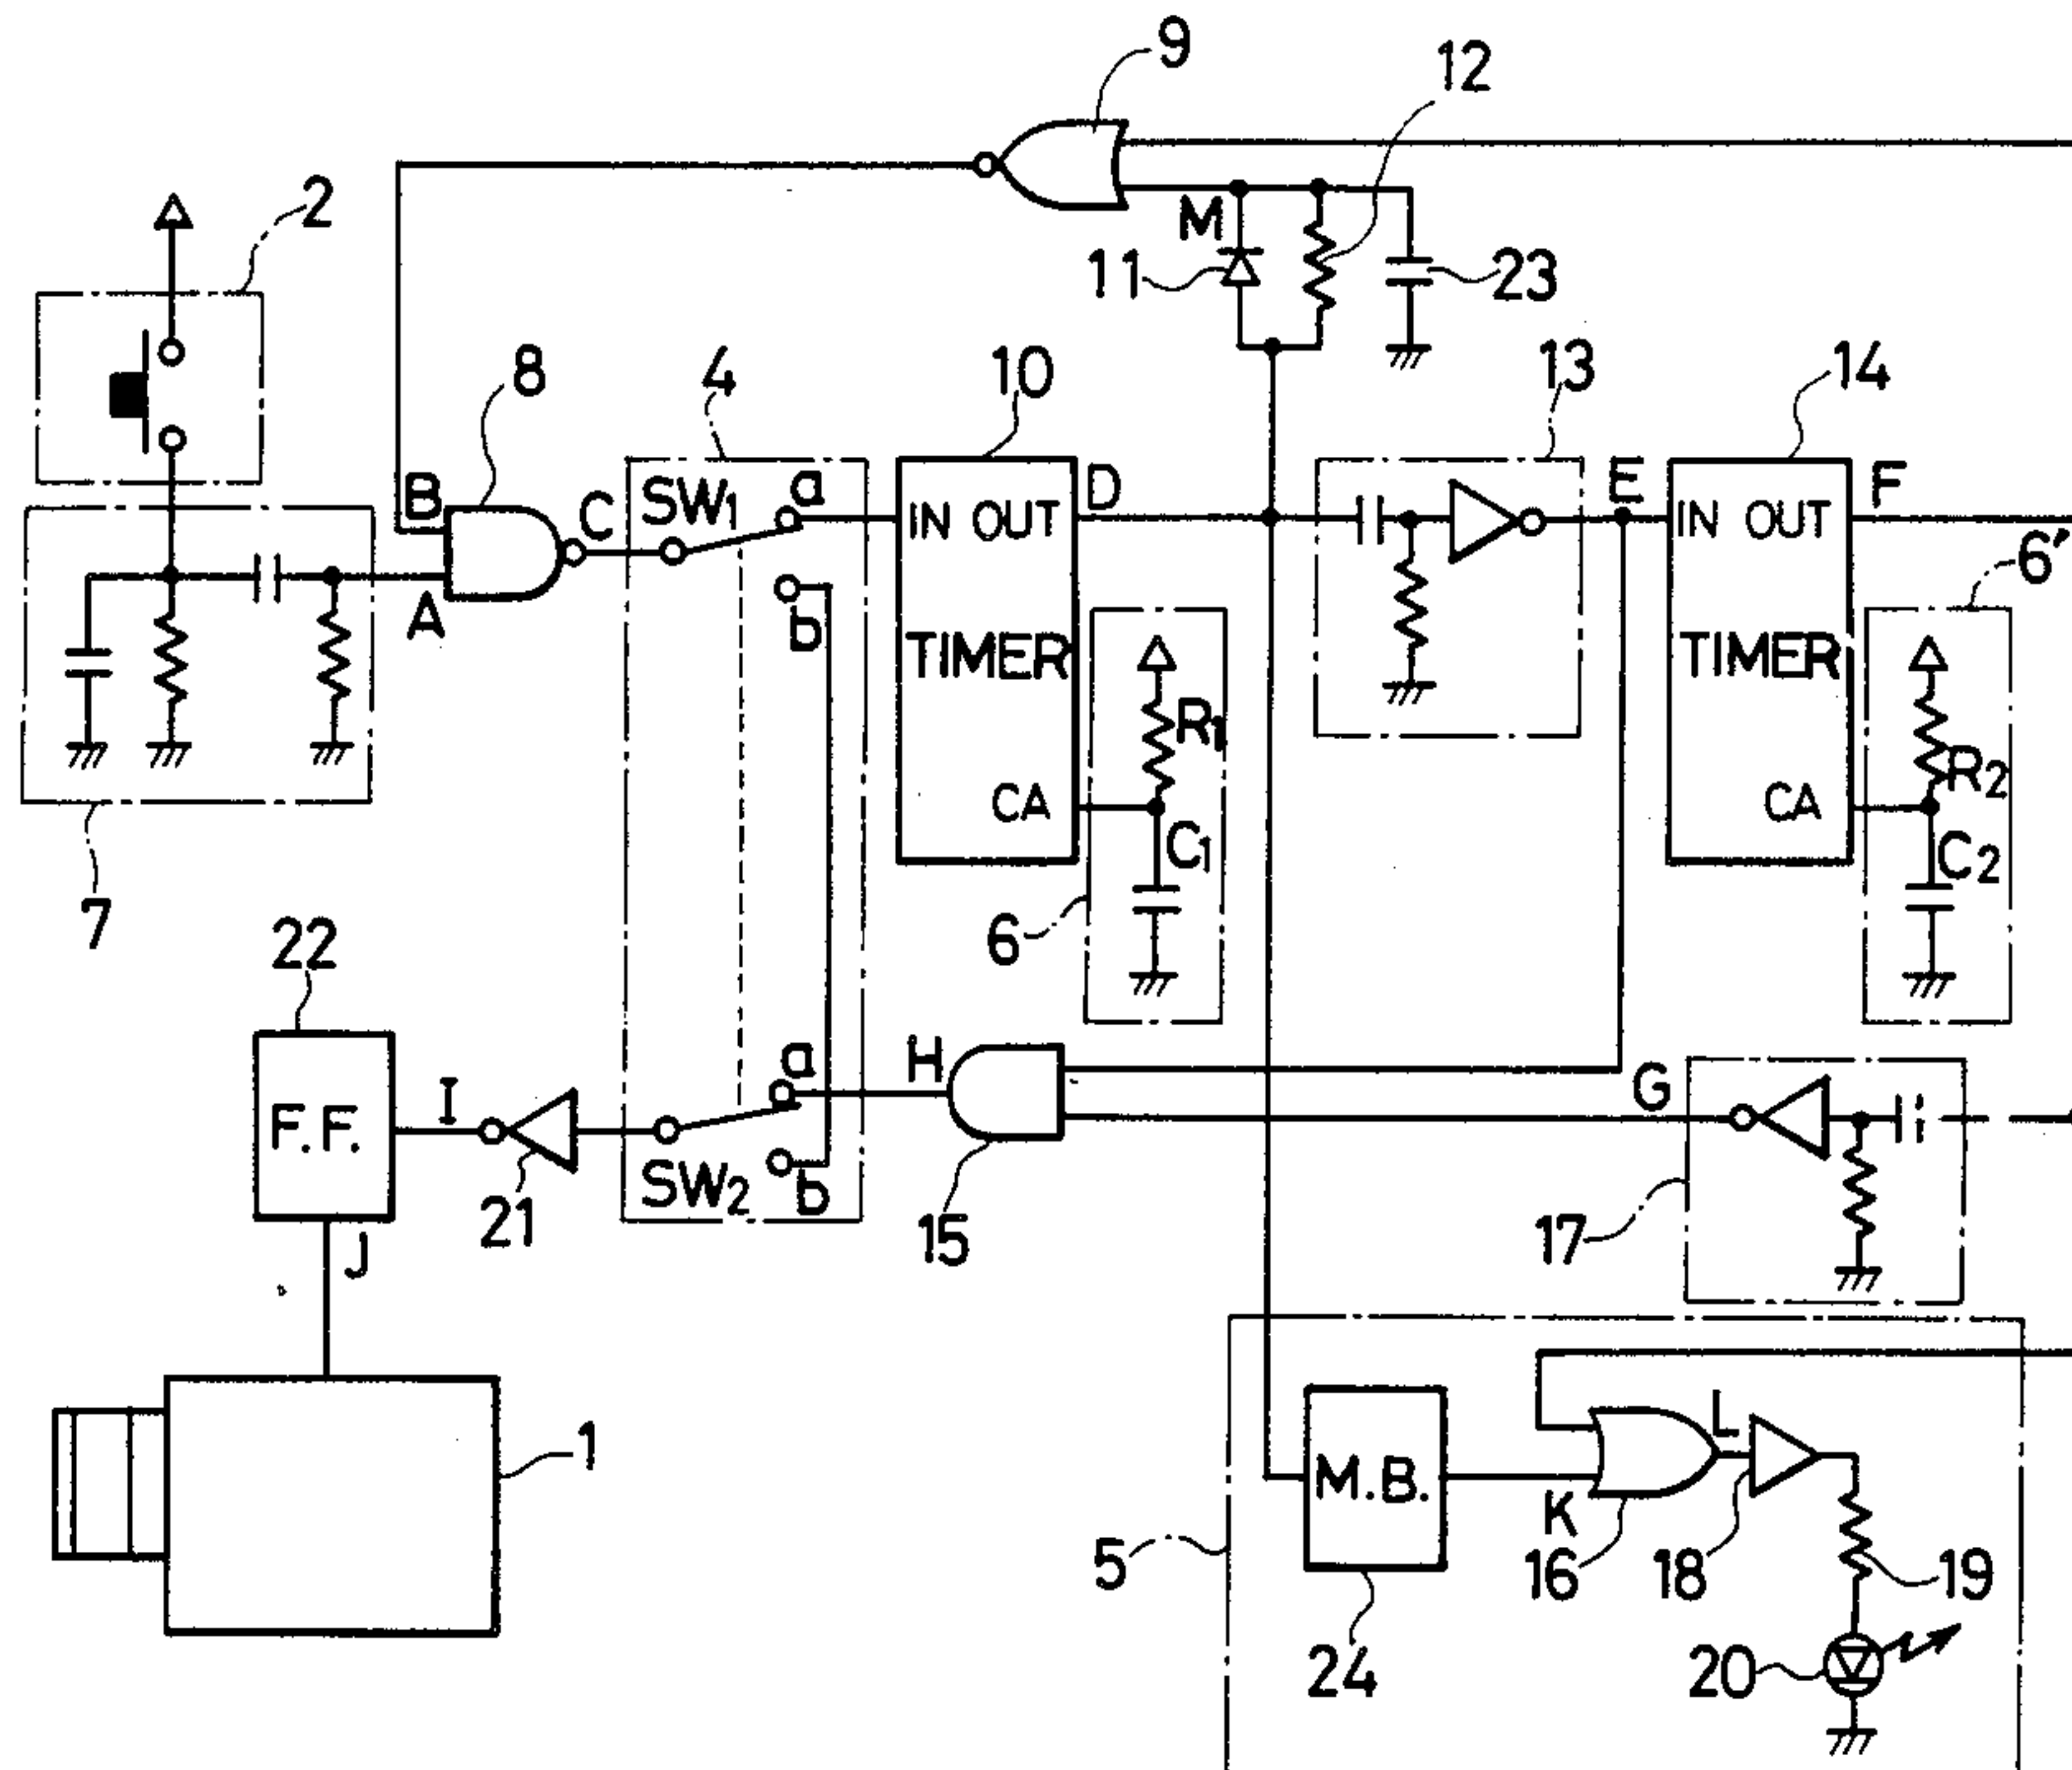 9
12
2
M
11
23
8
4
10
13
14
B
C
SW1
a
IN OUT
D
E
IN OUT
F
6'
A
b
TIMER
TIMER
R1
R2
CA
CA
C1
C2
7
6
22
F.F.
I
a
H
G
21
SW2
b
15
17
J
1
M.B.
L
K
5
16
18
19
24
20